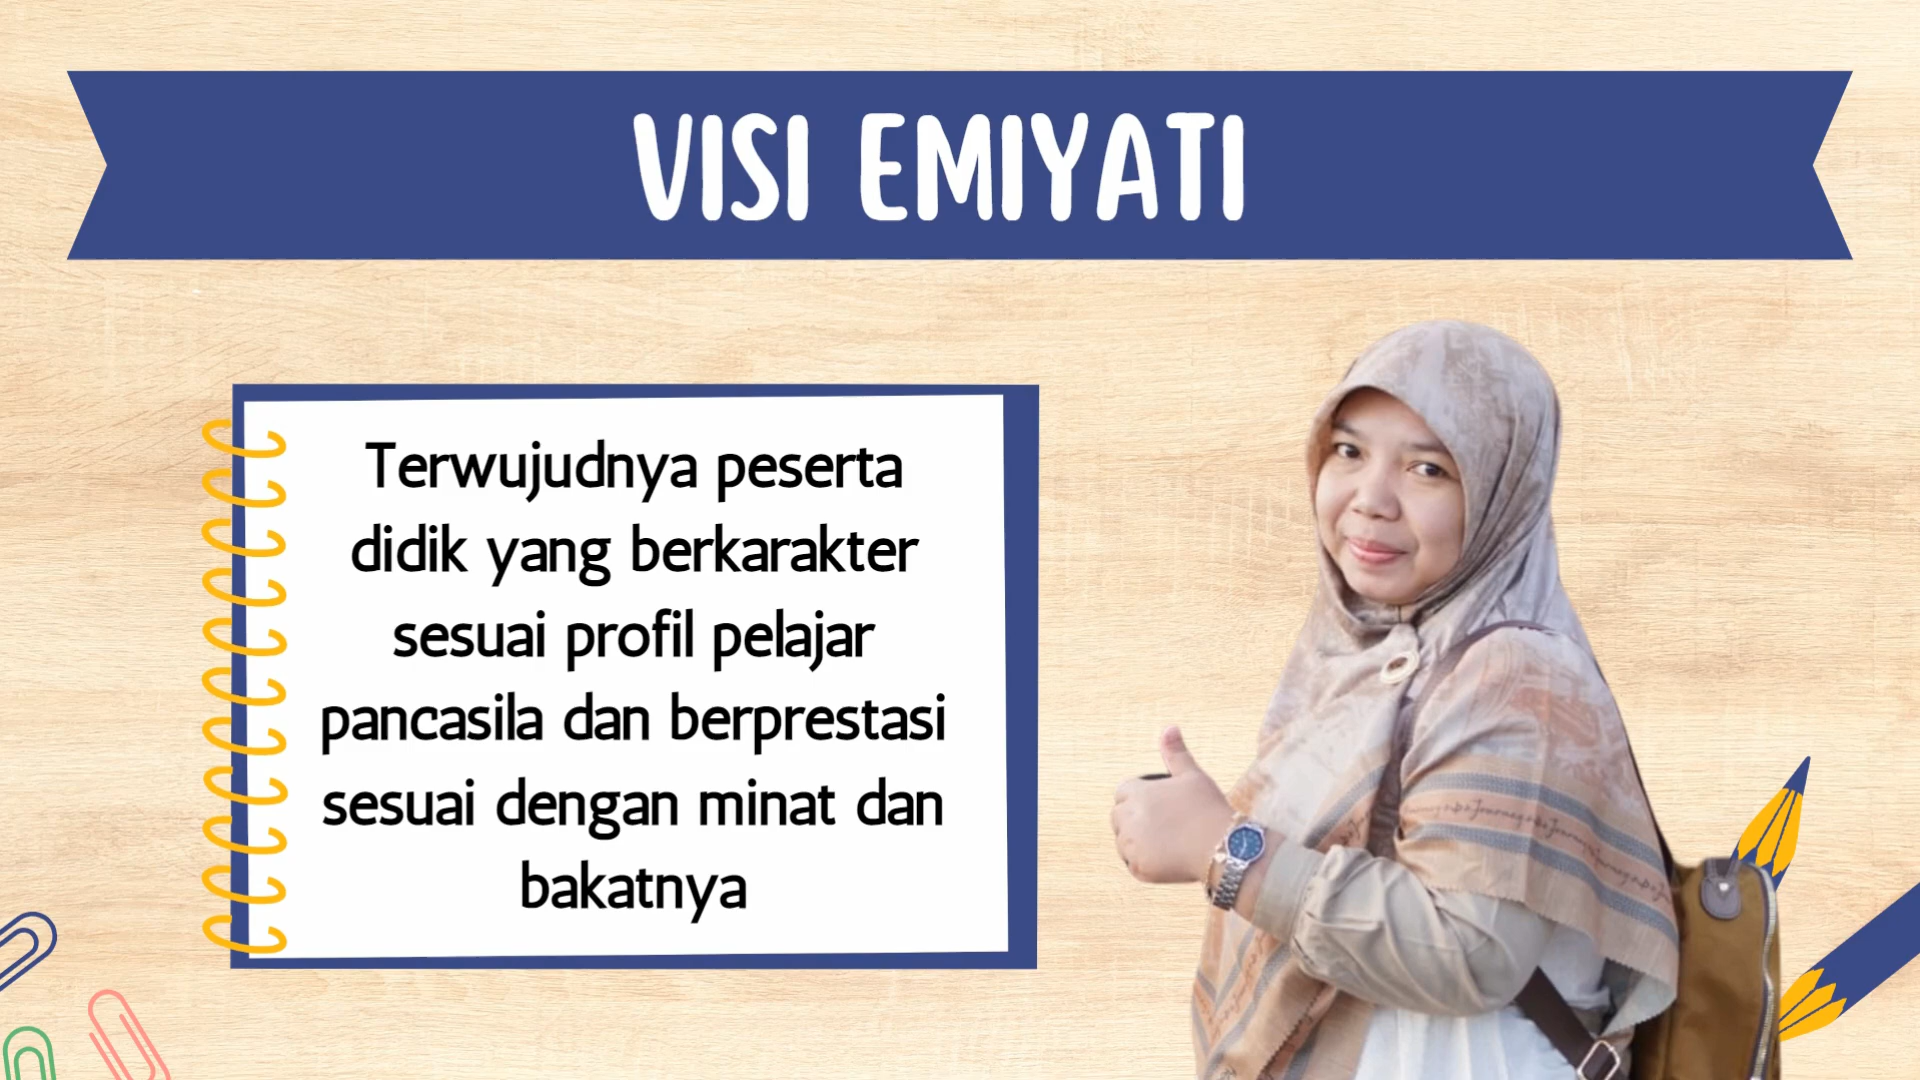 VISI EMIYATI
Terwujudnya peserta
didik yang berkarakter
sesuai profil pelajar
pancasila dan berprestasi
sesuai dengan minat dan
bakatnya